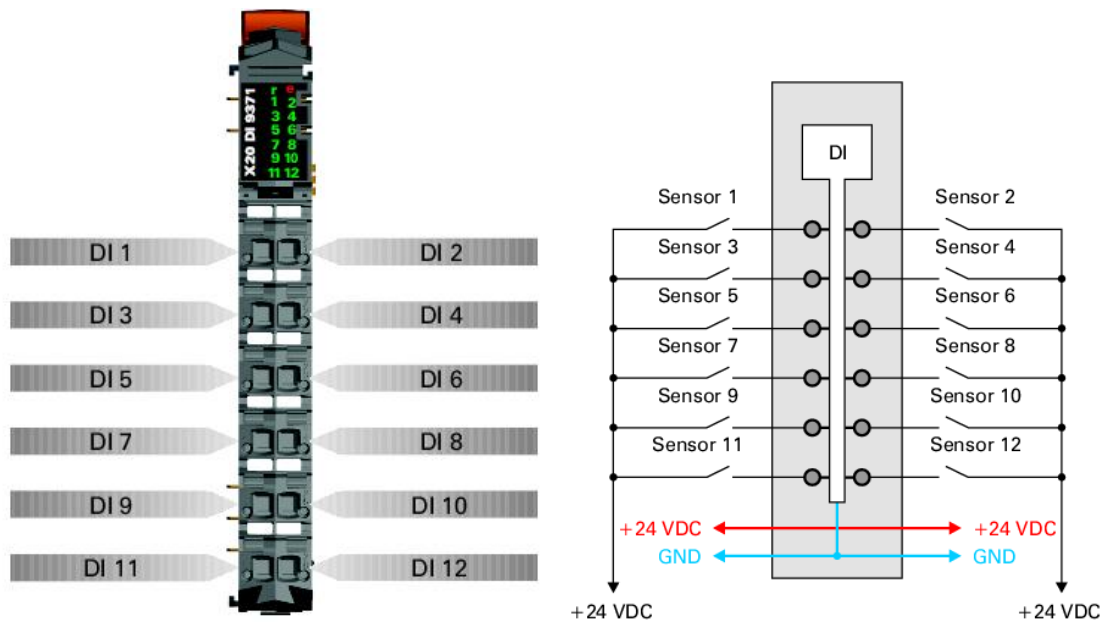 X20 DI 9371
r e
1 2
3 4
5 6
7 8
9 10
11 12
DI 1
DI 2
DI 3
DI 4
DI 5
DI 6
DI 7
DI 8
DI 9
DI 10
DI 11
DI 12
DI
Sensor 1
Sensor 2
Sensor 3
Sensor 4
Sensor 5
Sensor 6
Sensor 7
Sensor 8
Sensor 9
Sensor 10
Sensor 11
Sensor 12
+24 VDC
+24 VDC
GND
GND
+24 VDC
+24 VDC